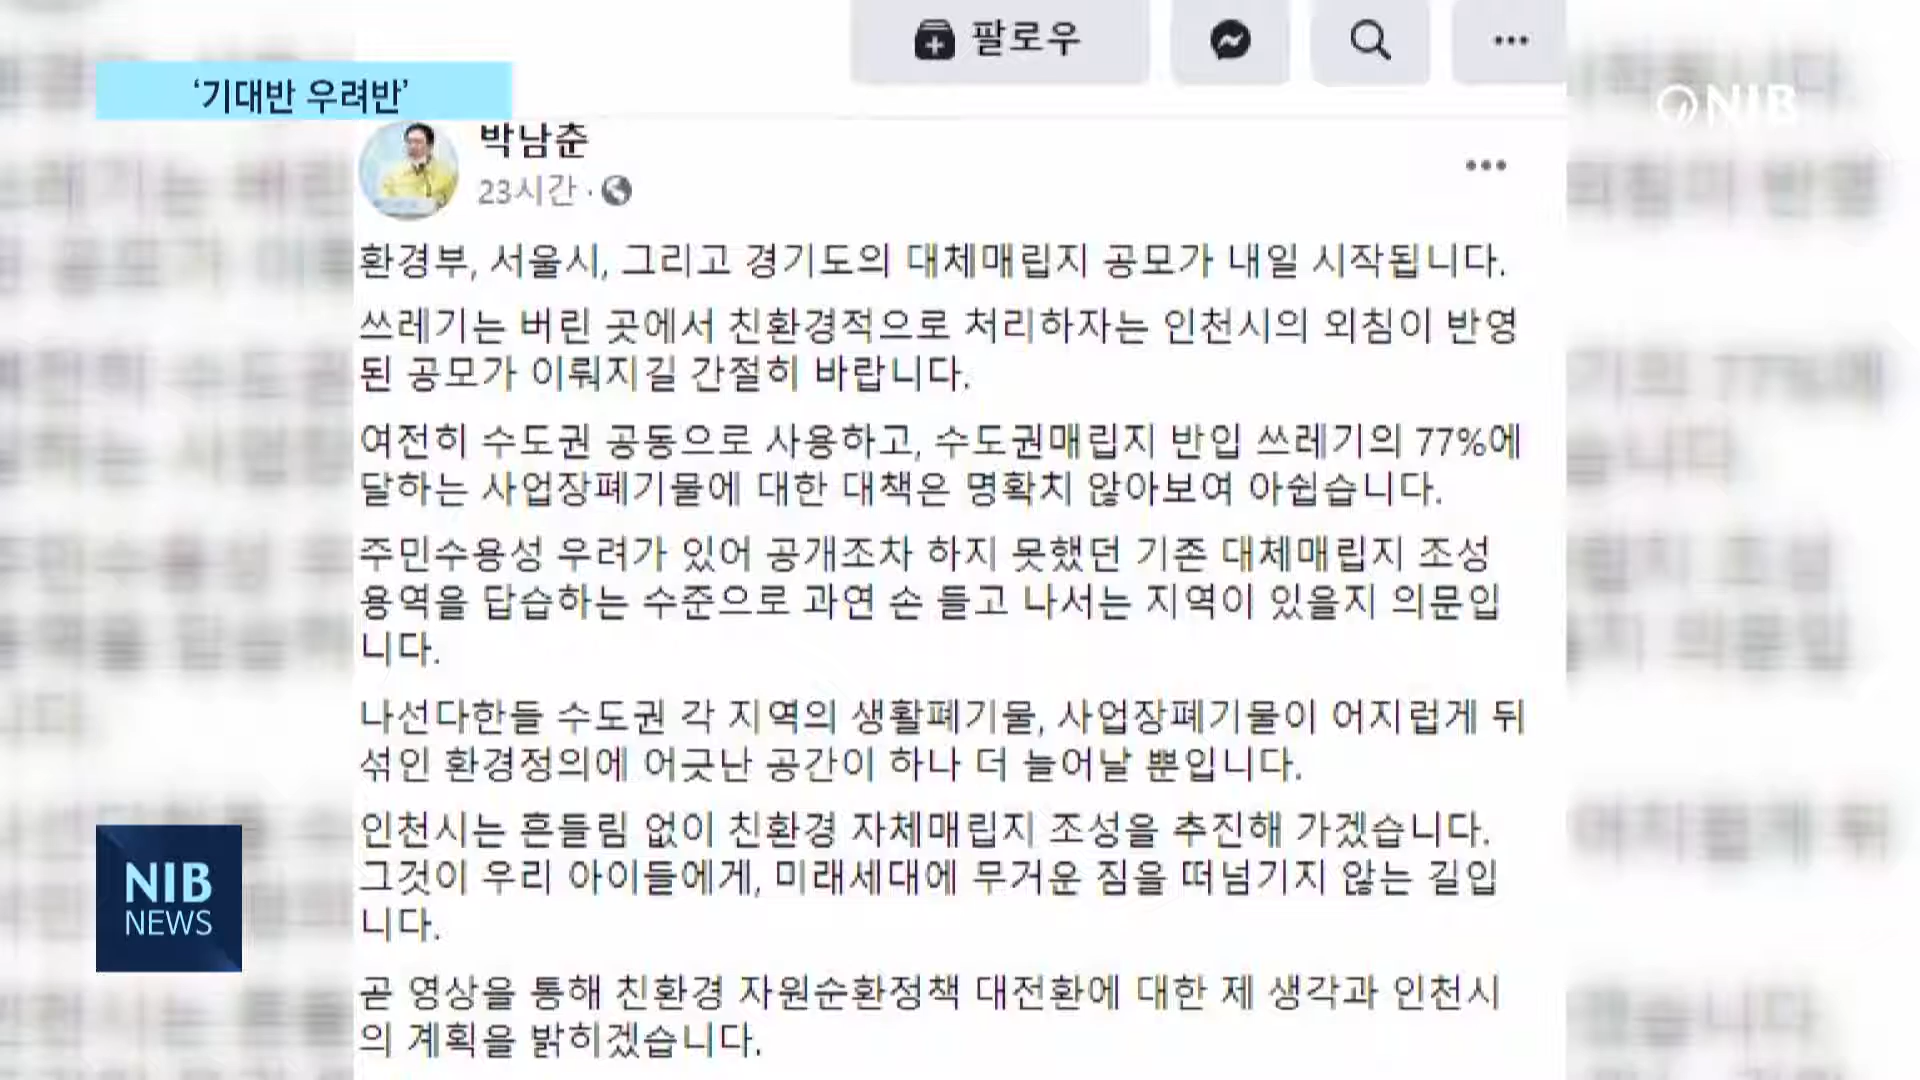 팔로우
‘기대반 우려반’
NIB
박남춘
23시간 ·
환경부, 서울시, 그리고 경기도의 대체매립지 공모가 내일 시작됩니다.
쓰레기는 버린 곳에서 친환경적으로 처리하자는 인천시의 외침이 반영
된 공모가 이뤄지길 간절히 바랍니다.
여전히 수도권 공동으로 사용하고, 수도권매립지 반입 쓰레기의 77%에
달하는 사업장폐기물에 대한 대책은 명확치 않아보여 아쉽습니다.
주민수용성 우려가 있어 공개조차 하지 못했던 기존 대체매립지 조성
용역을 답습하는 수준으로 과연 손 들고 나서는 지역이 있을지 의문입
니다.
나선다한들 수도권 각 지역의 생활폐기물, 사업장폐기물이 어지럽게 뒤
섞인 환경정의에 어긋난 공간이 하나 더 늘어날 뿐입니다.
인천시는 흔들림 없이 친환경 자체매립지 조성을 추진해 가겠습니다.
그것이 우리 아이들에게, 미래세대에 무거운 짐을 떠넘기지 않는 길입
니다.
곧 영상을 통해 친환경 자원순환정책 대전환에 대한 제 생각과 인천시
의 계획을 밝히겠습니다.
NIB
NEWS